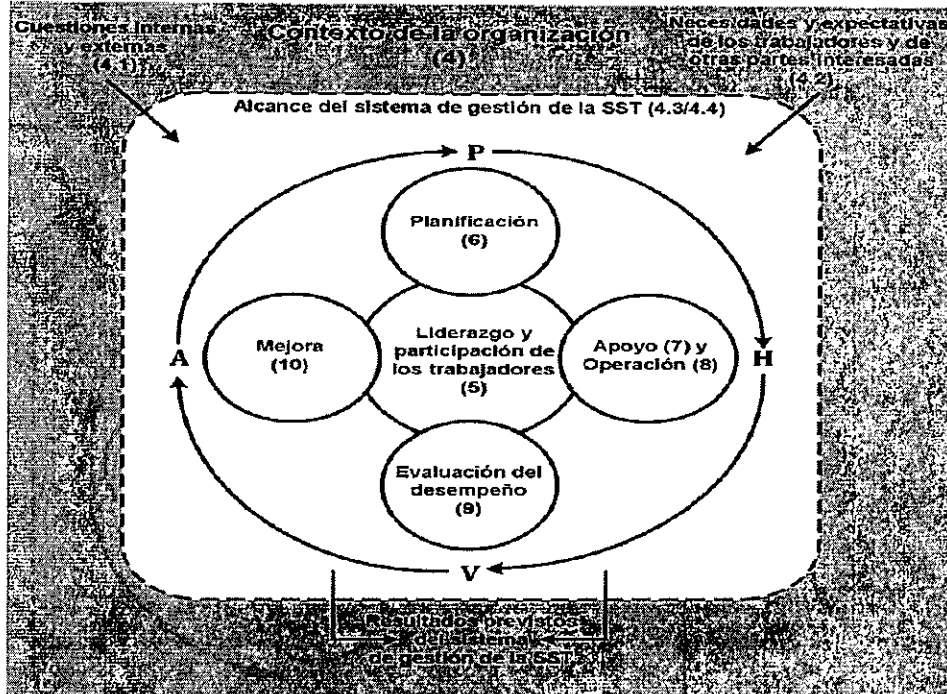 Cuestiones internas
y externas
(4.1)
Contexto de la organización
(4)
Necesidades y expectativas
de los trabajadores y de
otras partes interesadas
(4.2)
Alcance del sistema de gestión de la SST (4.3/4.4)
P
Planificación
(6)
A
Mejora
(10)
Liderazgo y
participación de
los trabajadores
(5)
Apoyo (7) y
Operación (8)
H
Evaluación del
desempeño
(9)
V
Resultados previstos
del sistema
de gestión de la SST